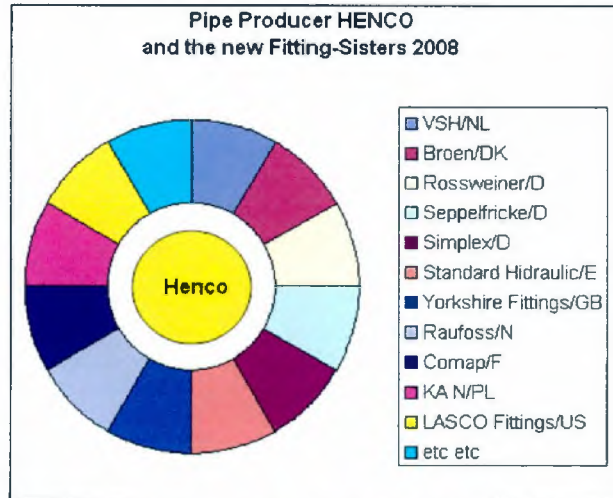 Pipe Producer HENCO
and the new Fitting-Sisters 2008
Henco
VSH/NL
Broen/DK
Rossweiner/D
Seppelfricke/D
Simplex/D
Standard Hidraulic/E
Yorkshire Fittings/GB
Raufoss/N
Comap/F
KA N/PL
LASCO Fittings/US
etc etc